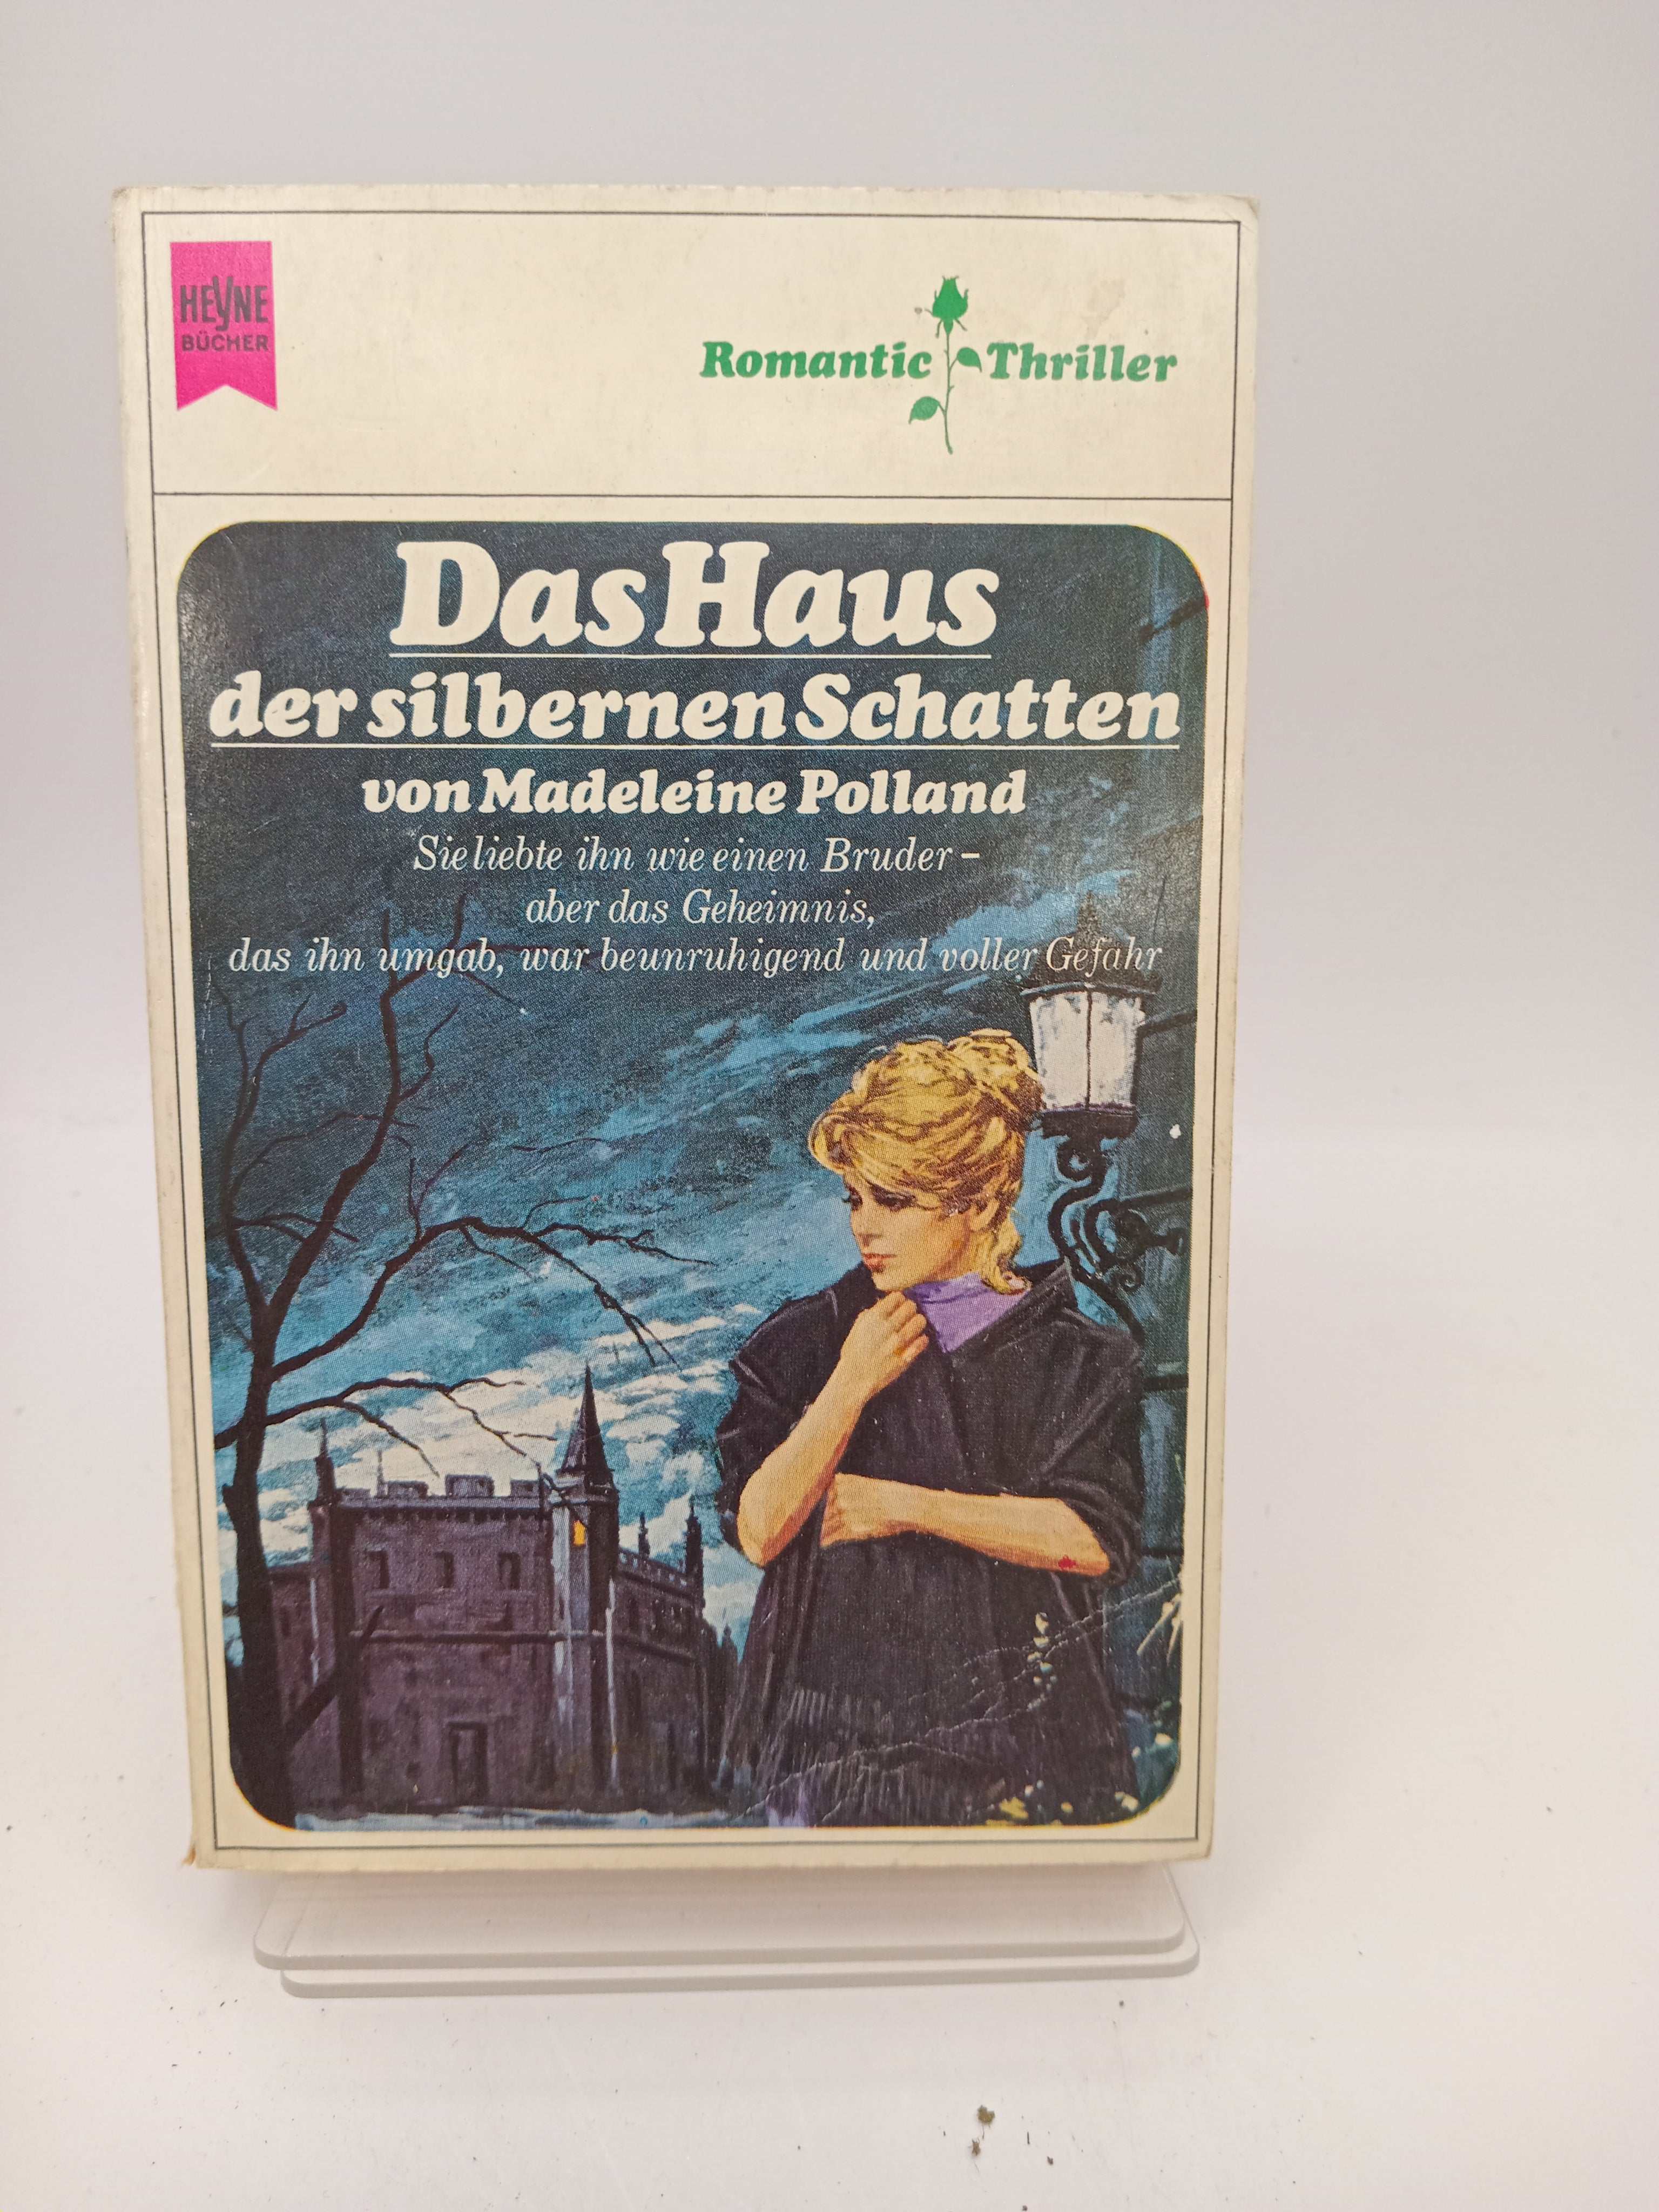 HEYNE
BÜCHER
Romantic Thriller
Das Haus
der silbernen Schatten
von Madeleine Polland
Sie liebte ihn wie einen Bruder –
aber das Geheimnis,
das ihn umgab, war beunruhigend und voller Gefahr